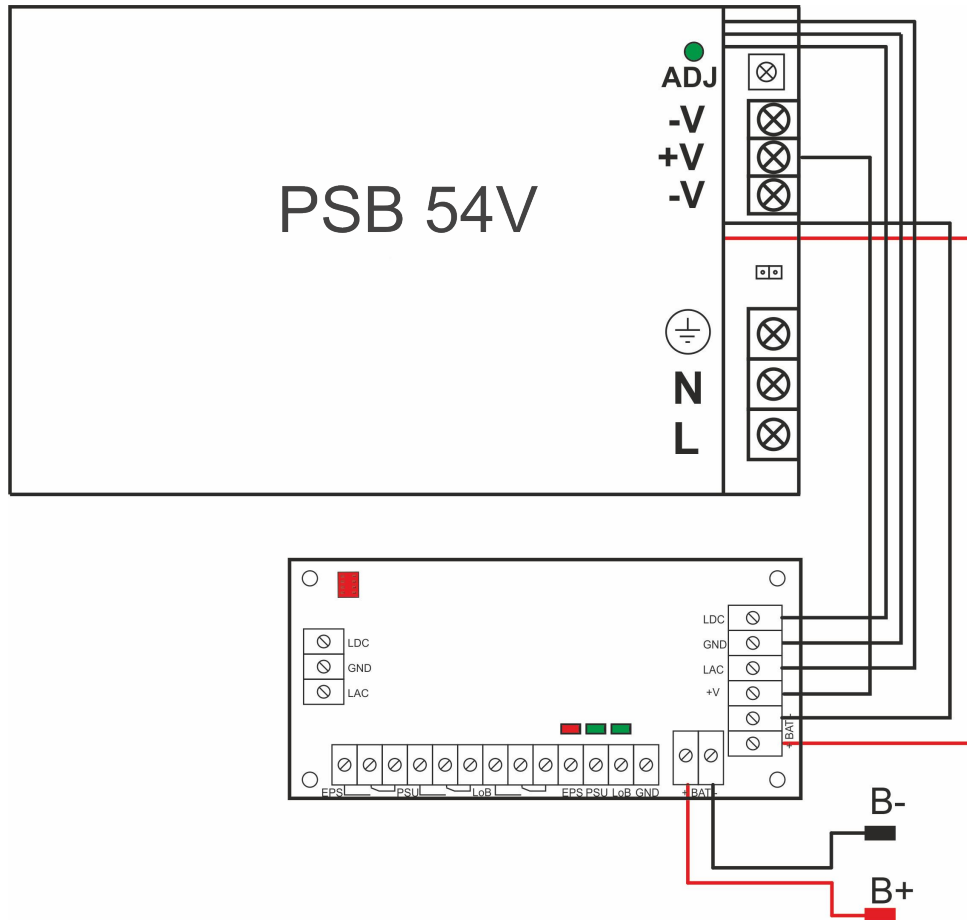 ADJ
-V
+V
-V
PSB 54V
N
L
LDC
GND
LAC
LDC
GND
LAC
+V
+ BAT -
EPS PSU LoB EPS PSU LoB GND + BAT -
B-
B+